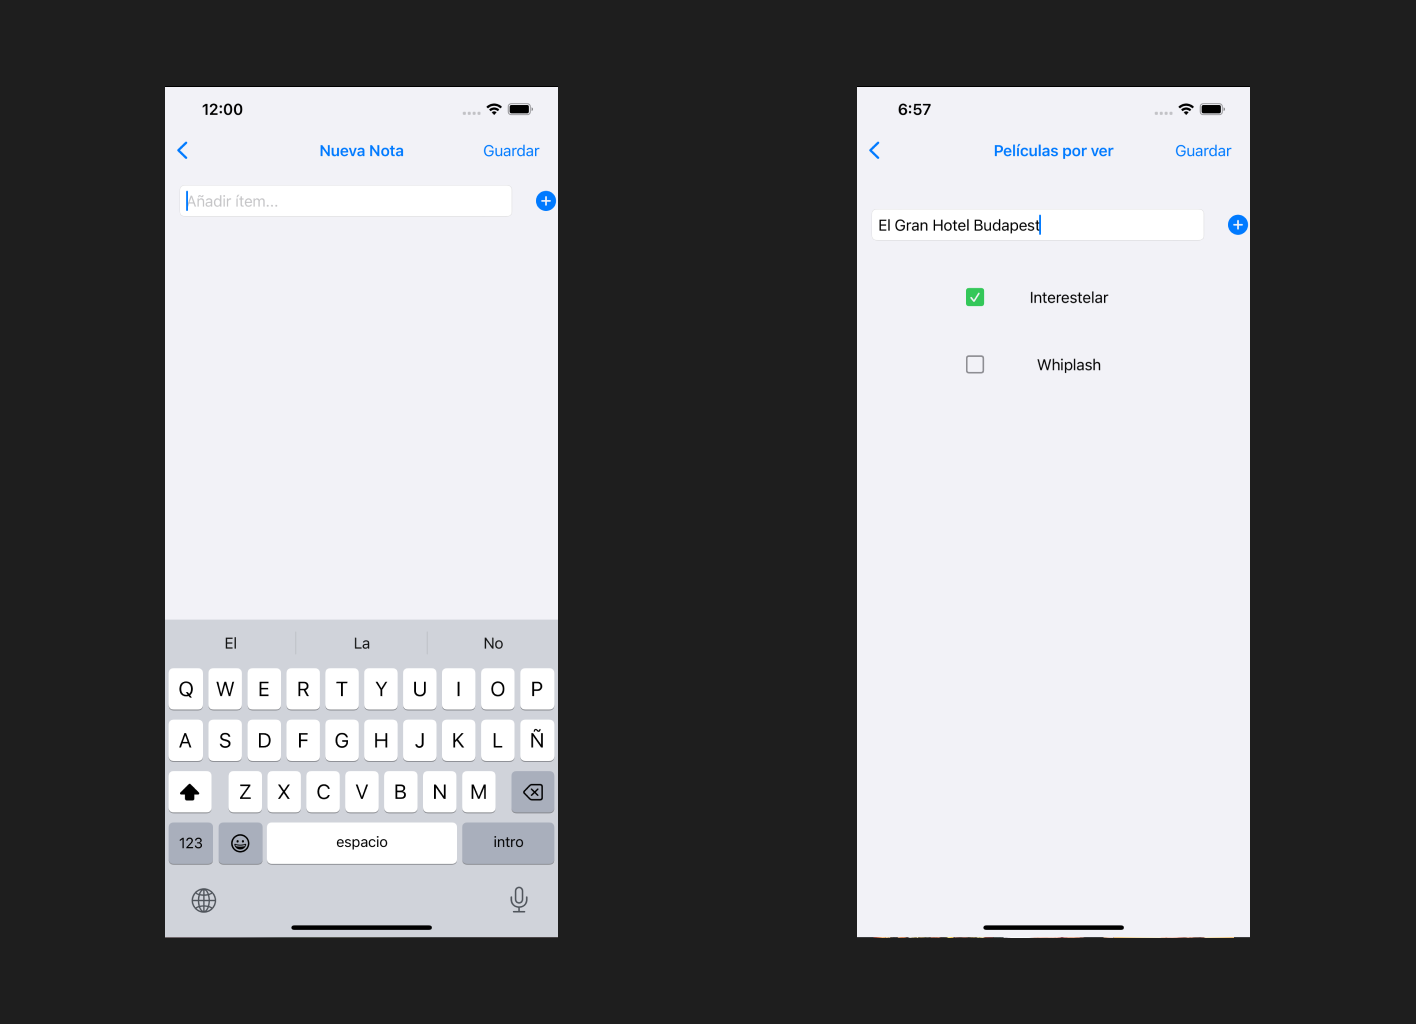 12:00
Nueva Nota
Guardar
Añadir ítem...
El La No
Q W E R T Y U I O P
A S D F G H J K L Ñ
Z X C V B N M
123 espacio intro
6:57
Películas por ver
Guardar
El Gran Hotel Budapest
Interestelar
Whiplash